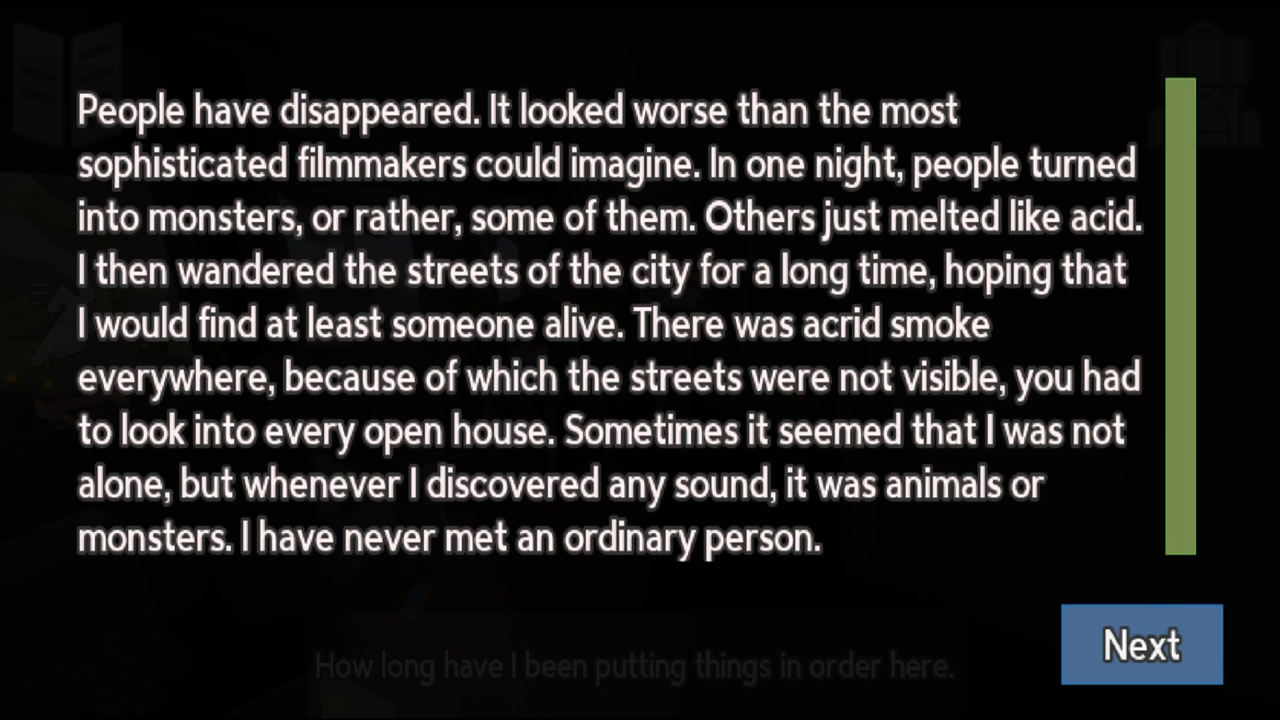 People have disappeared. It looked worse than the most
sophisticated filmmakers could imagine. In one night, people turned
into monsters, or rather, some of them. Others just melted like acid.
I then wandered the streets of the city for a long time, hoping that
I would find at least someone alive. There was acrid smoke
everywhere, because of which the streets were not visible, you had
to look into every open house. Sometimes it seemed that I was not
alone, but whenever I discovered any sound, it was animals or
monsters. I have never met an ordinary person.
Next
How long have I been putting things in order here.